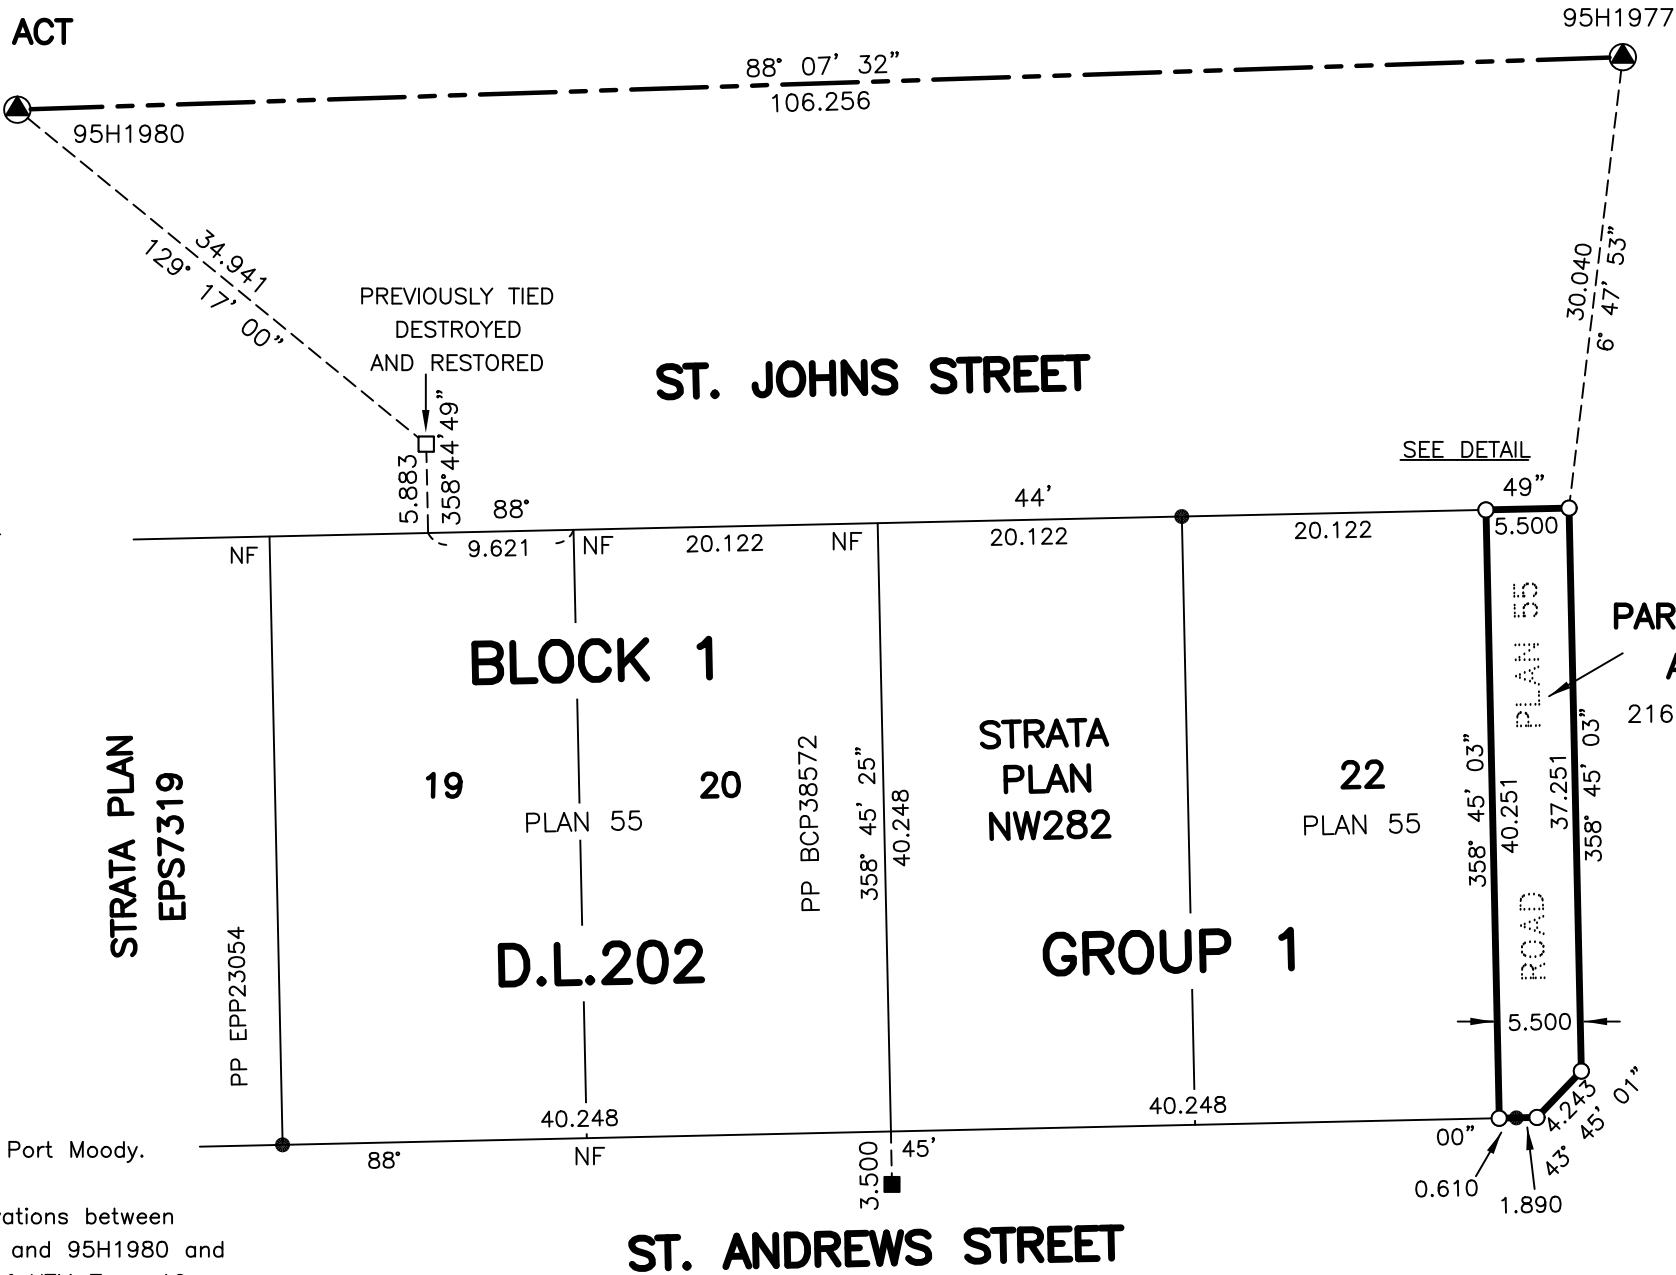 ACT
95H1977
88° 07' 32"
106.256
95H1980
34.941
129° 17' 00"
30.040
6° 47' 53"
PREVIOUSLY TIED
DESTROYED
AND RESTORED
ST. JOHNS STREET
5.883
358°44'49"
SEE DETAIL
88°
44'
49"
NF
9.621
NF
20.122
NF
20.122
20.122
5.500
BLOCK 1
PLAN 55
PAR
216
STRATA PLAN
EPS7319
19
20
PLAN 55
PP BCP38572
358° 45' 25"
40.248
STRATA
PLAN
NW282
22
PLAN 55
358° 45' 03"
40.251
37.251
358° 45' 03"
PP EPP23054
D.L.202
GROUP 1
ROAD
5.500
40.248
40.248
4.243
43° 45' 01"
Port Moody.
88°
NF
3.500
45'
00"
0.610
1.890
ations between
and 95H1980 and
ST. ANDREWS STREET